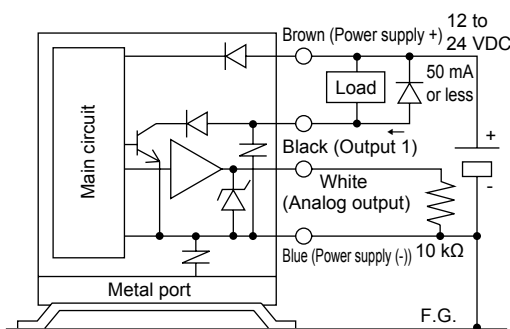 Brown (Power supply +)
12 to
24 VDC
Load
50 mA
or less
Main circuit
Black (Output 1)
+
White
(Analog output)
-
Blue (Power supply (-))
10 kΩ
Metal port
F.G.